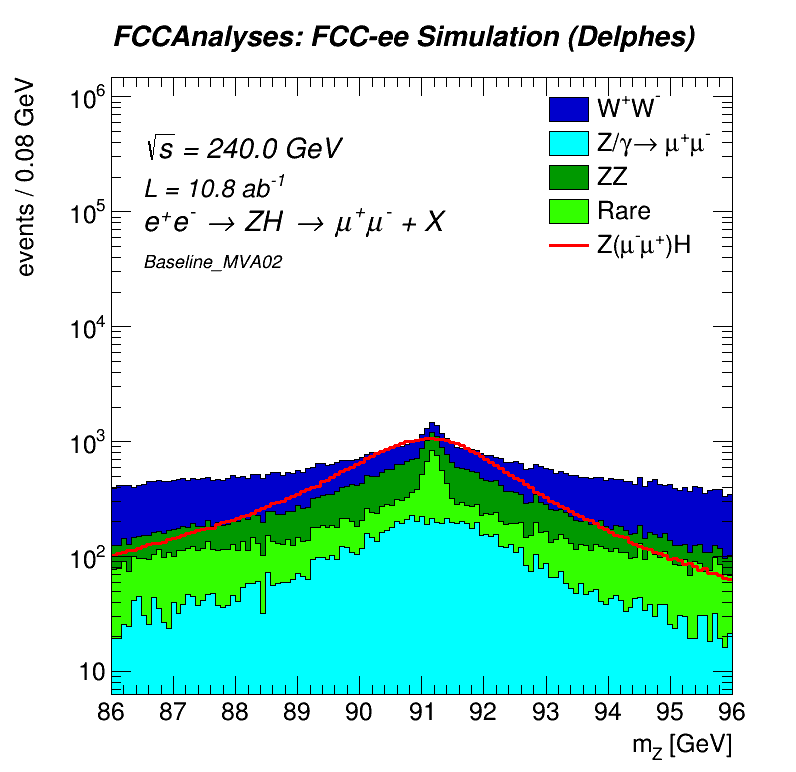 FCCAnalyses: FCC-ee Simulation (Delphes)
events / 0.08 GeV
10⁶
10⁵
10⁴
10³
10²
10
√s = 240.0 GeV
L = 10.8 ab⁻¹
e⁺e⁻ → ZH → μ⁺μ⁻ + X
Baseline_MVA02
W⁺W⁻
Z/γ→ μ⁺μ⁻
ZZ
Rare
Z(μ⁻μ⁺)H
86 87 88 89 90 91 92 93 94 95 96
m_Z [GeV]